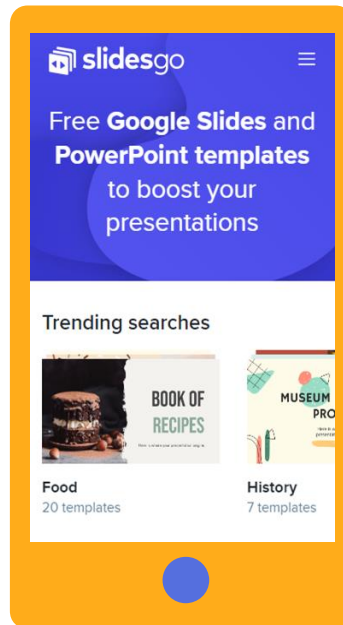 slidesgo
Free Google Slides and
PowerPoint templates
to boost your
presentations
Trending searches
BOOK OF
RECIPES
MUSEUM
PRO
Food
20 templates
History
7 templates